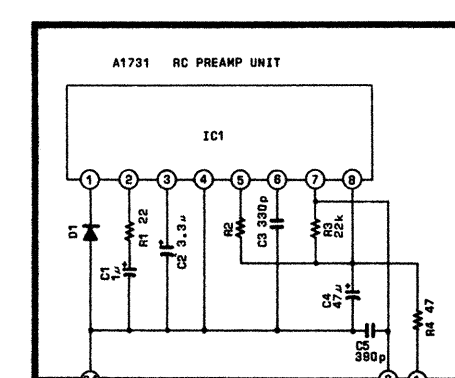 A1731 RC PREAMP UNIT
IC1
1 2 3 4 5 6 7 8
D1
R1 22
C1 1µ
C2 3.3µ
R2
C3 330p
R3 22k
C4 47µ
C5 390p
R4 47